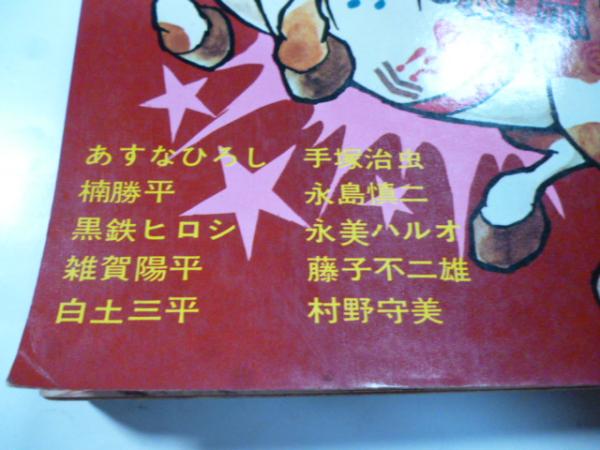 あすなひろし
楠勝平
黒鉄ヒロシ
雑賀陽平
白土三平
手塚治虫
永島慎二
永美ハルオ
藤子不二雄
村野守美